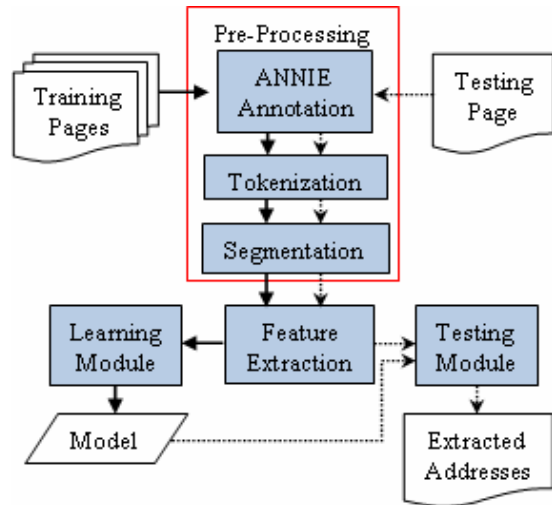 Pre-Processing
Training
Pages
ANNIE
Annotation
Testing
Page
Tokenization
Segmentation
Learning
Module
Feature
Extraction
Testing
Module
Model
Extracted
Addresses